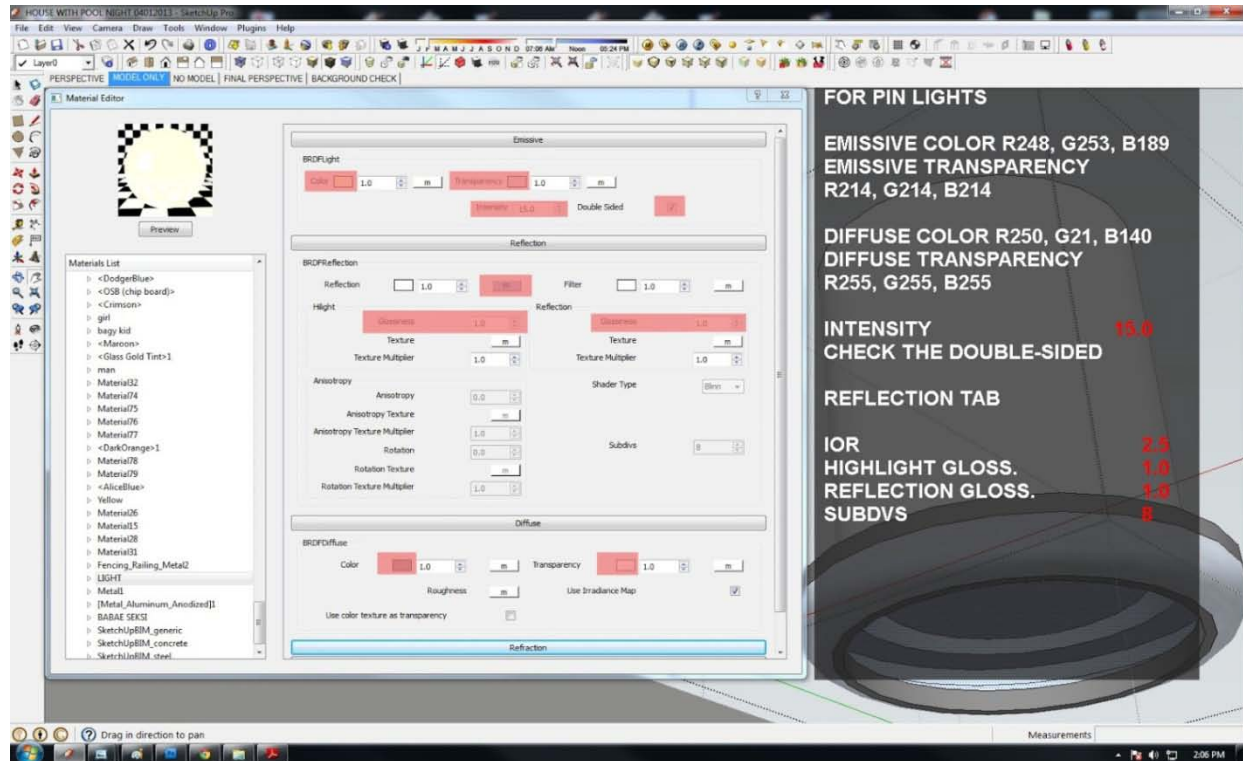 HOUSE WITH POOL NIGHT 04012013 - SketchUp Pro
File Edit View Camera Draw Tools Window Plugins Help
J F M A M J J A S O N D 07:06 AM Noon 05:24 PM
Layer0
PERSPECTIVE MODEL ONLY NO MODEL FINAL PERSPECTIVE BACKGROUND CHECK
Material Editor
Preview
Materials List
<DodgerBlue>
<OSB (chip board)>
<Crimson>
girl
bagy kid
<Maroon>
<Glass Gold Tint>1
man
Material32
Material74
Material75
Material76
Material77
<DarkOrange>1
Material78
Material79
<AliceBlue>
Yellow
Material26
Material15
Material28
Material31
Fencing_Railing_Metal2
LIGHT
Metal1
[Metal_Aluminum_Anodized]1
BABAE SEKSI
SketchUpBIM_generic
SketchUpBIM_concrete
SketchUpBIM_steel
Emissive
BRDFLight
Color 1.0 m Transparency 1.0 m
Intensity 15.0 Double Sided
Reflection
BRDFReflection
Reflection 1.0 m Filter 1.0 m
Hilight Reflection
Glossiness 1.0 Glossiness 1.0
Texture m Texture m
Texture Multiplier 1.0 Texture Multiplier 1.0
Anisotropy Shader Type Blinn
Anisotropy 0.0
Anisotropy Texture m
Anisotropy Texture Multiplier 1.0
Rotation 0.0 Subdivs 8
Rotation Texture m
Rotation Texture Multiplier 1.0
Diffuse
BRDFDiffuse
Color 1.0 m Transparency 1.0 m
Roughness m Use Irradiance Map
Use color texture as transparency
Refraction
FOR PIN LIGHTS
EMISSIVE COLOR R248, G253, B189
EMISSIVE TRANSPARENCY
R214, G214, B214
DIFFUSE COLOR R250, G21, B140
DIFFUSE TRANSPARENCY
R255, G255, B255
INTENSITY 15.0
CHECK THE DOUBLE-SIDED
REFLECTION TAB
IOR 2.5
HIGHLIGHT GLOSS. 1.0
REFLECTION GLOSS. 1.0
SUBDVS 8
Drag in direction to pan
Measurements
2:06 PM